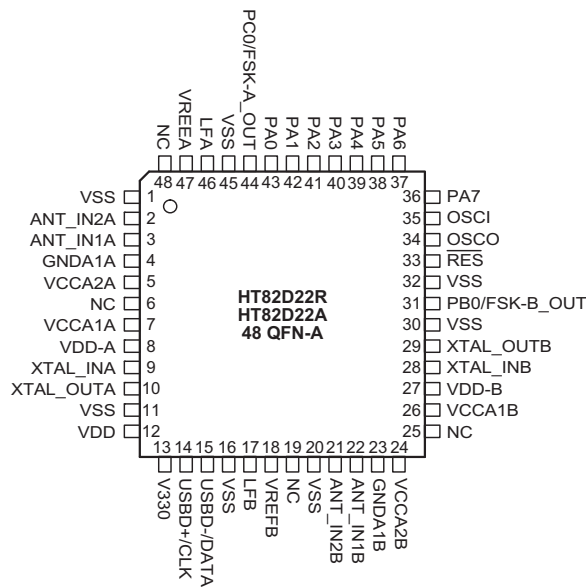 NC
VREEA
LFA
VSS
PC0/FSK-A_OUT
PA0
PA1
PA2
PA3
PA4
PA5
PA6
48 47 46 45 44 43 42 41 40 39 38 37
VSS 1
ANT_IN2A 2
ANT_IN1A 3
GNDA1A 4
VCCA2A 5
NC 6
VCCA1A 7
VDD-A 8
XTAL_INA 9
XTAL_OUTA 10
VSS 11
VDD 12
HT82D22R
HT82D22A
48 QFN-A
36 PA7
35 OSCI
34 OSCO
33 RES
32 VSS
31 PB0/FSK-B_OUT
30 VSS
29 XTAL_OUTB
28 XTAL_INB
27 VDD-B
26 VCCA1B
25 NC
13 14 15 16 17 18 19 20 21 22 23 24
V330
USBD+/CLK
USBD-/DATA
VSS
LFB
VREFB
NC
VSS
ANT_IN2B
ANT_IN1B
GNDA1B
VCCA2B